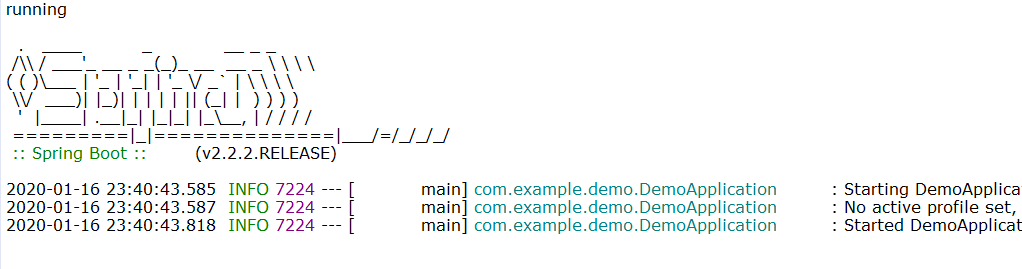 running
  .   ____          _            __ _ _
 /\\ / ___'_ __ _ _(_)_ __  __ _ \ \ \ \
( ( )\___ | '_ | '_| | '_ \/ _` | \ \ \ \
 \\/  ___)| |_)| | | | | || (_| |  ) ) ) )
  '  |____| .__|_| |_|_| |_\__, | / / / /
 =========|_|==============|___/=/_/_/_/
 :: Spring Boot ::        (v2.2.2.RELEASE)
2020-01-16 23:40:43.585  INFO 7224 --- [           main] com.example.demo.DemoApplication         : Starting DemoApplica
2020-01-16 23:40:43.587  INFO 7224 --- [           main] com.example.demo.DemoApplication         : No active profile set,
2020-01-16 23:40:43.818  INFO 7224 --- [           main] com.example.demo.DemoApplication         : Started DemoApplicat